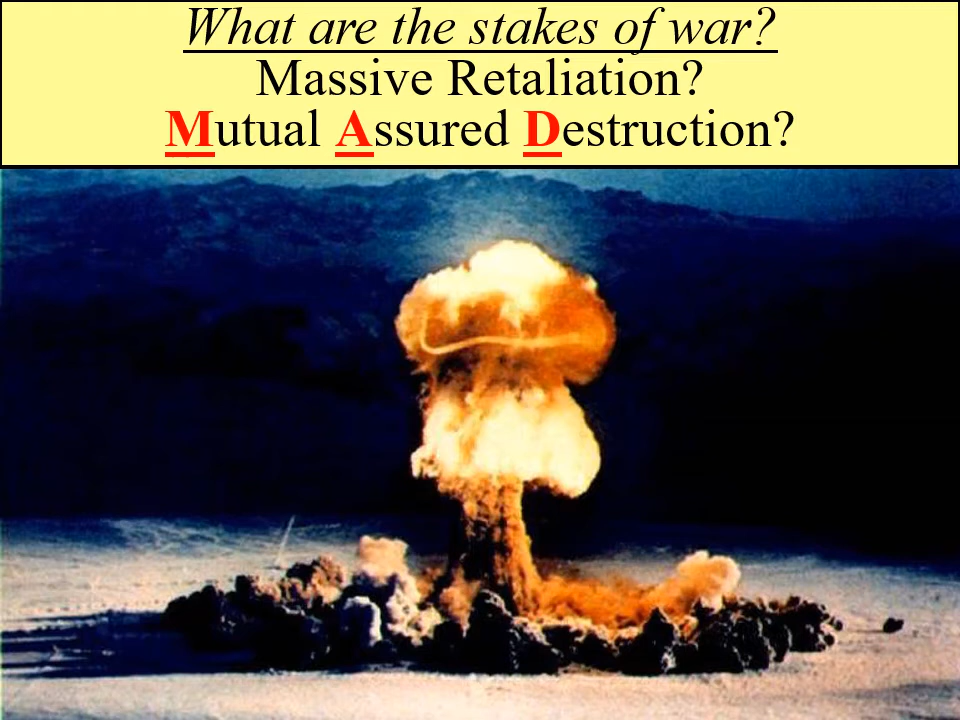 What are the stakes of war?
Massive Retaliation?
Mutual Assured Destruction?